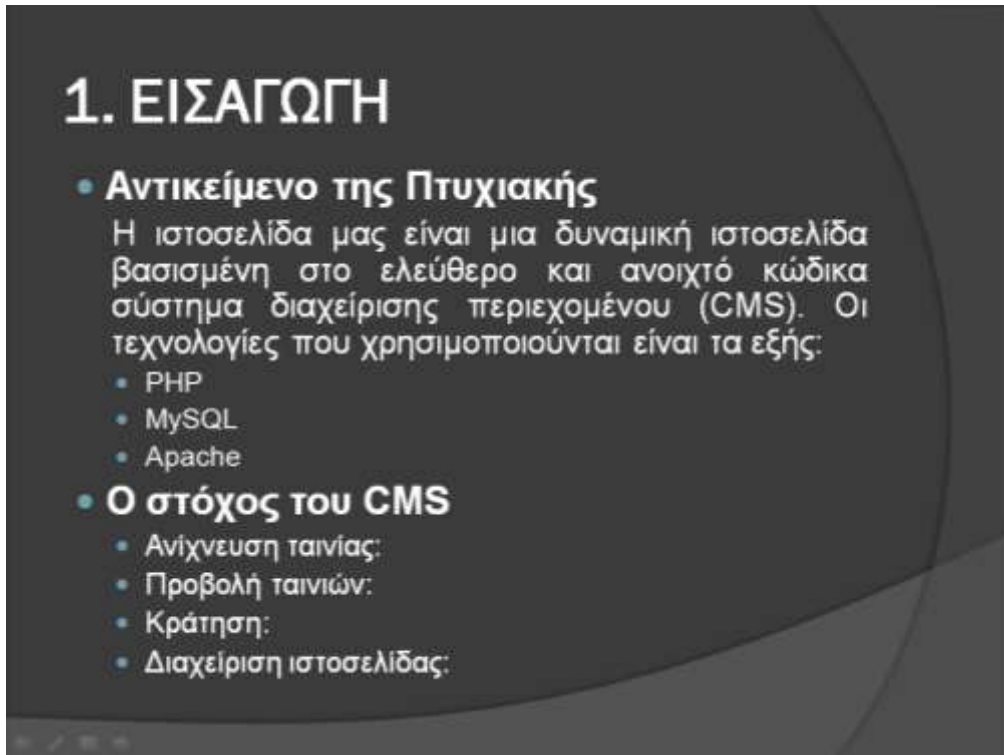 1. ΕΙΣΑΓΩΓΗ
Αντικείμενο της Πτυχιακής
Η ιστοσελίδα μας είναι μια δυναμική ιστοσελίδα
βασισμένη στο ελεύθερο και ανοιχτό κώδικα
σύστημα διαχείρισης περιεχομένου (CMS). Οι
τεχνολογίες που χρησιμοποιούνται είναι τα εξής:
PHP
MySQL
Apache
Ο στόχος του CMS
Ανίχνευση ταινίας:
Προβολή ταινιών:
Κράτηση:
Διαχείριση ιστοσελίδας: